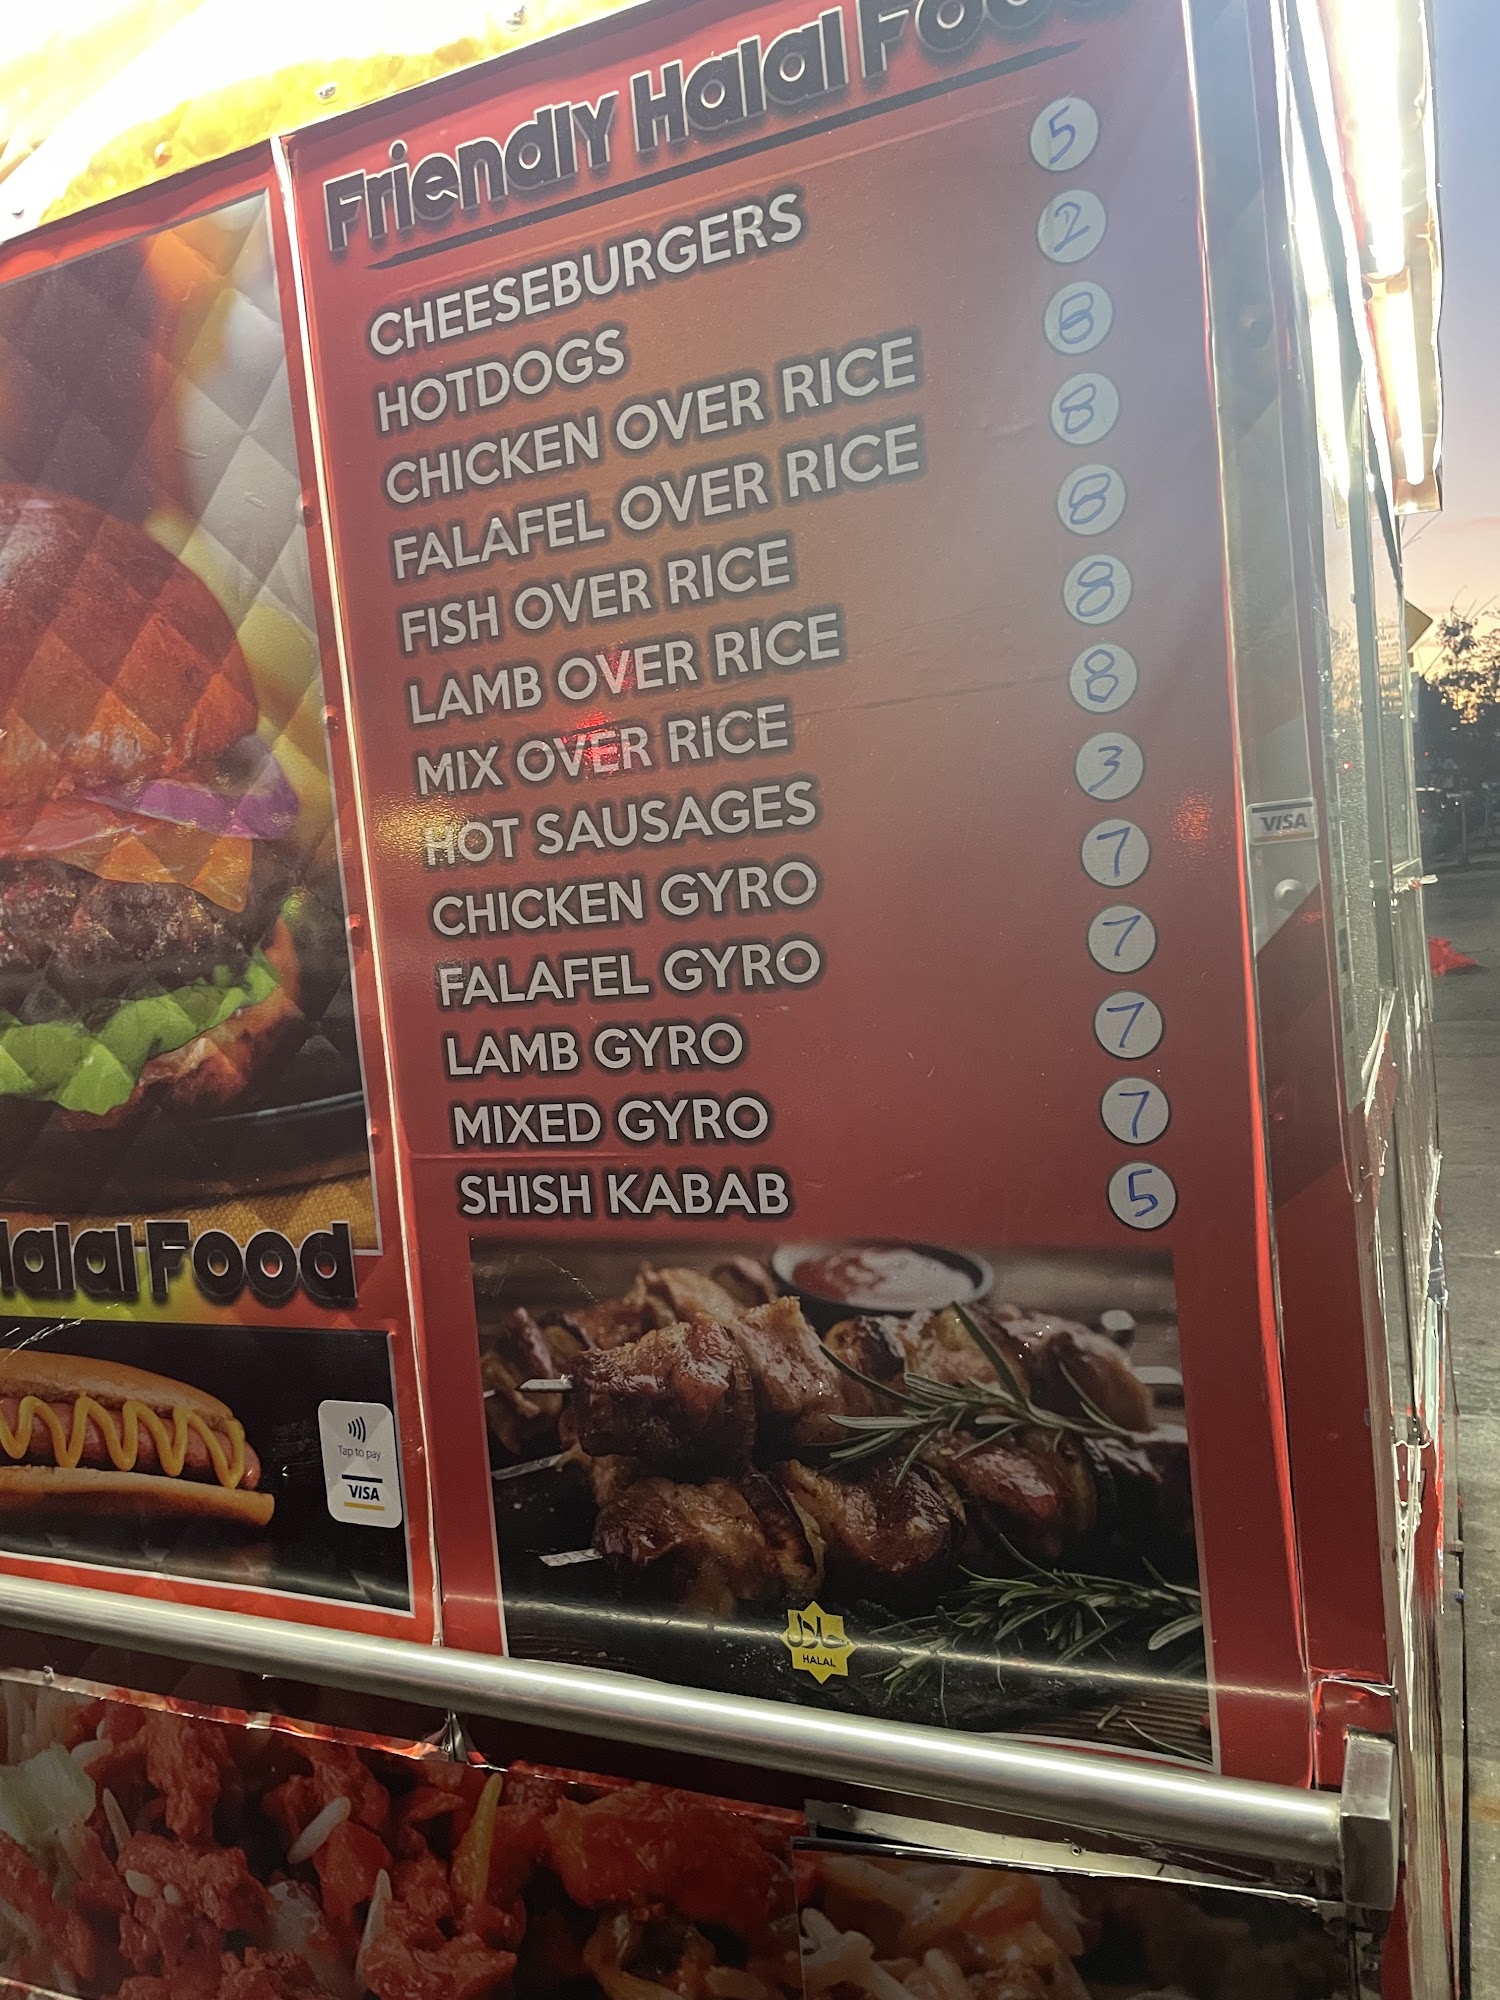 Friendly Halal Food
CHEESEBURGERS 5
HOTDOGS 2
CHICKEN OVER RICE 8
FALAFEL OVER RICE 8
FISH OVER RICE 8
LAMB OVER RICE 8
MIX OVER RICE 8
HOT SAUSAGES 3
CHICKEN GYRO 7
FALAFEL GYRO 7
LAMB GYRO 7
MIXED GYRO 7
SHISH KABAB 5
VISA
Halal Food
Tap to pay
VISA
حلال
HALAL